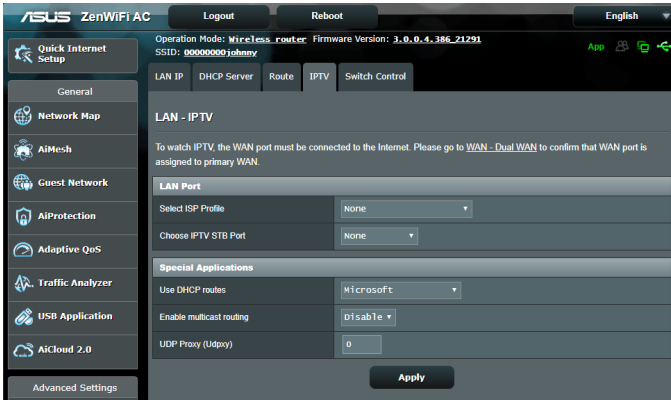 ASUS ZenWiFi AC Logout Reboot English
Quick Internet Setup
General
Network Map
AiMesh
Guest Network
AiProtection
Adaptive QoS
Traffic Analyzer
USB Application
AiCloud 2.0
Advanced Settings
Operation Mode: Wireless router Firmware Version: 3.0.0.4.386_21291
SSID: 00000000johnny
App
LAN IP DHCP Server Route IPTV Switch Control
LAN - IPTV
To watch IPTV, the WAN port must be connected to the Internet. Please go to WAN - Dual WAN to confirm that WAN port is
assigned to primary WAN.
LAN Port
Select ISP Profile None
Choose IPTV STB Port None
Special Applications
Use DHCP routes Microsoft
Enable multicast routing Disable
UDP Proxy (Udpxy) 0
Apply